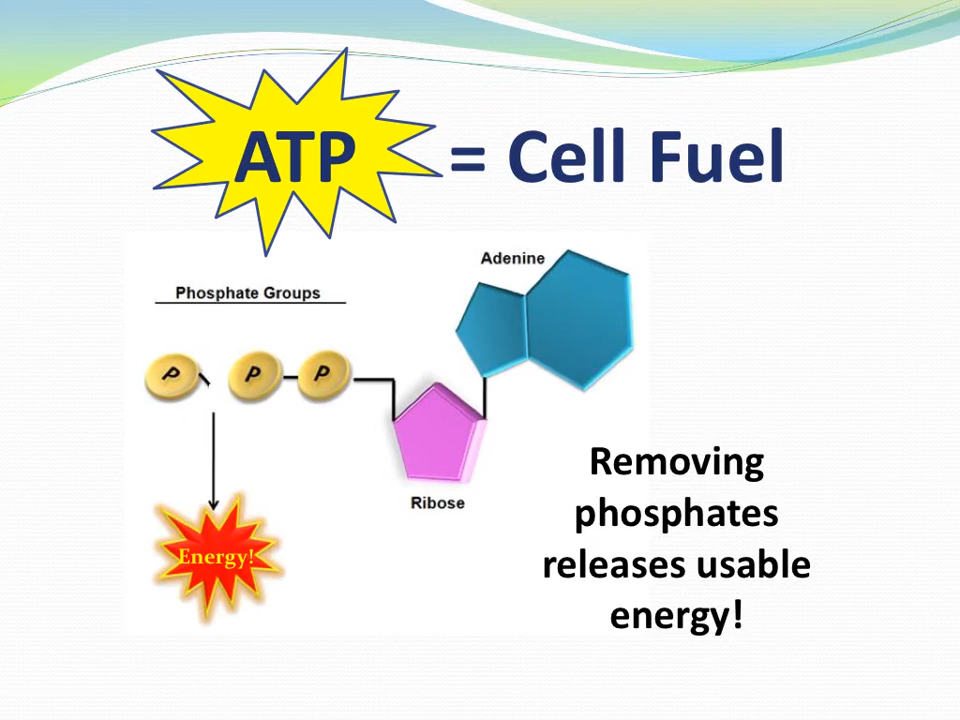 ATP = Cell Fuel
Adenine
Phosphate Groups
P P P
Ribose
Energy!
Removing
phosphates
releases usable
energy!